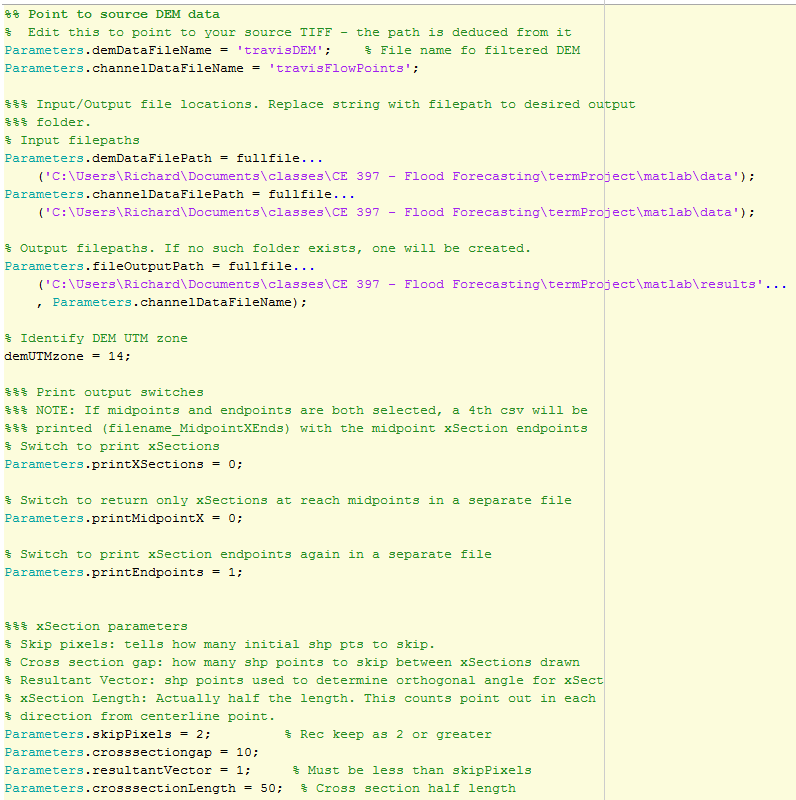 %% Point to source DEM data
%  Edit this to point to your source TIFF - the path is deduced from it
Parameters.demDataFileName = 'travisDEM';    % File name fo filtered DEM
Parameters.channelDataFileName = 'travisFlowPoints';
%%% Input/Output file locations. Replace string with filepath to desired output
%%% folder.
% Input filepaths
Parameters.demDataFilePath = fullfile...
    ('C:\Users\Richard\Documents\classes\CE 397 - Flood Forecasting\termProject\matlab\data');
Parameters.channelDataFilePath = fullfile...
    ('C:\Users\Richard\Documents\classes\CE 397 - Flood Forecasting\termProject\matlab\data');
% Output filepaths. If no such folder exists, one will be created.
Parameters.fileOutputPath = fullfile...
    ('C:\Users\Richard\Documents\classes\CE 397 - Flood Forecasting\termProject\matlab\results'...
    , Parameters.channelDataFileName);
% Identify DEM UTM zone
demUTMzone = 14;
%%% Print output switches
%%% NOTE: If midpoints and endpoints are both selected, a 4th csv will be
%%% printed (filename_MidpointXEnds) with the midpoint xSection endpoints
% Switch to print xSections
Parameters.printXSections = 0;
% Switch to return only xSections at reach midpoints in a separate file
Parameters.printMidpointX = 0;
% Switch to print xSection endpoints again in a separate file
Parameters.printEndpoints = 1;
%%% xSection parameters
% Skip pixels: tells how many initial shp pts to skip.
% Cross section gap: how many shp points to skip between xSections drawn
% Resultant Vector: shp points used to determine orthogonal angle for xSect
% xSection Length: Actually half the length. This counts point out in each
% direction from centerline point.
Parameters.skipPixels = 2;         % Rec keep as 2 or greater
Parameters.crosssectiongap = 10;
Parameters.resultantVector = 1;     % Must be less than skipPixels
Parameters.crosssectionLength = 50;  % Cross section half length